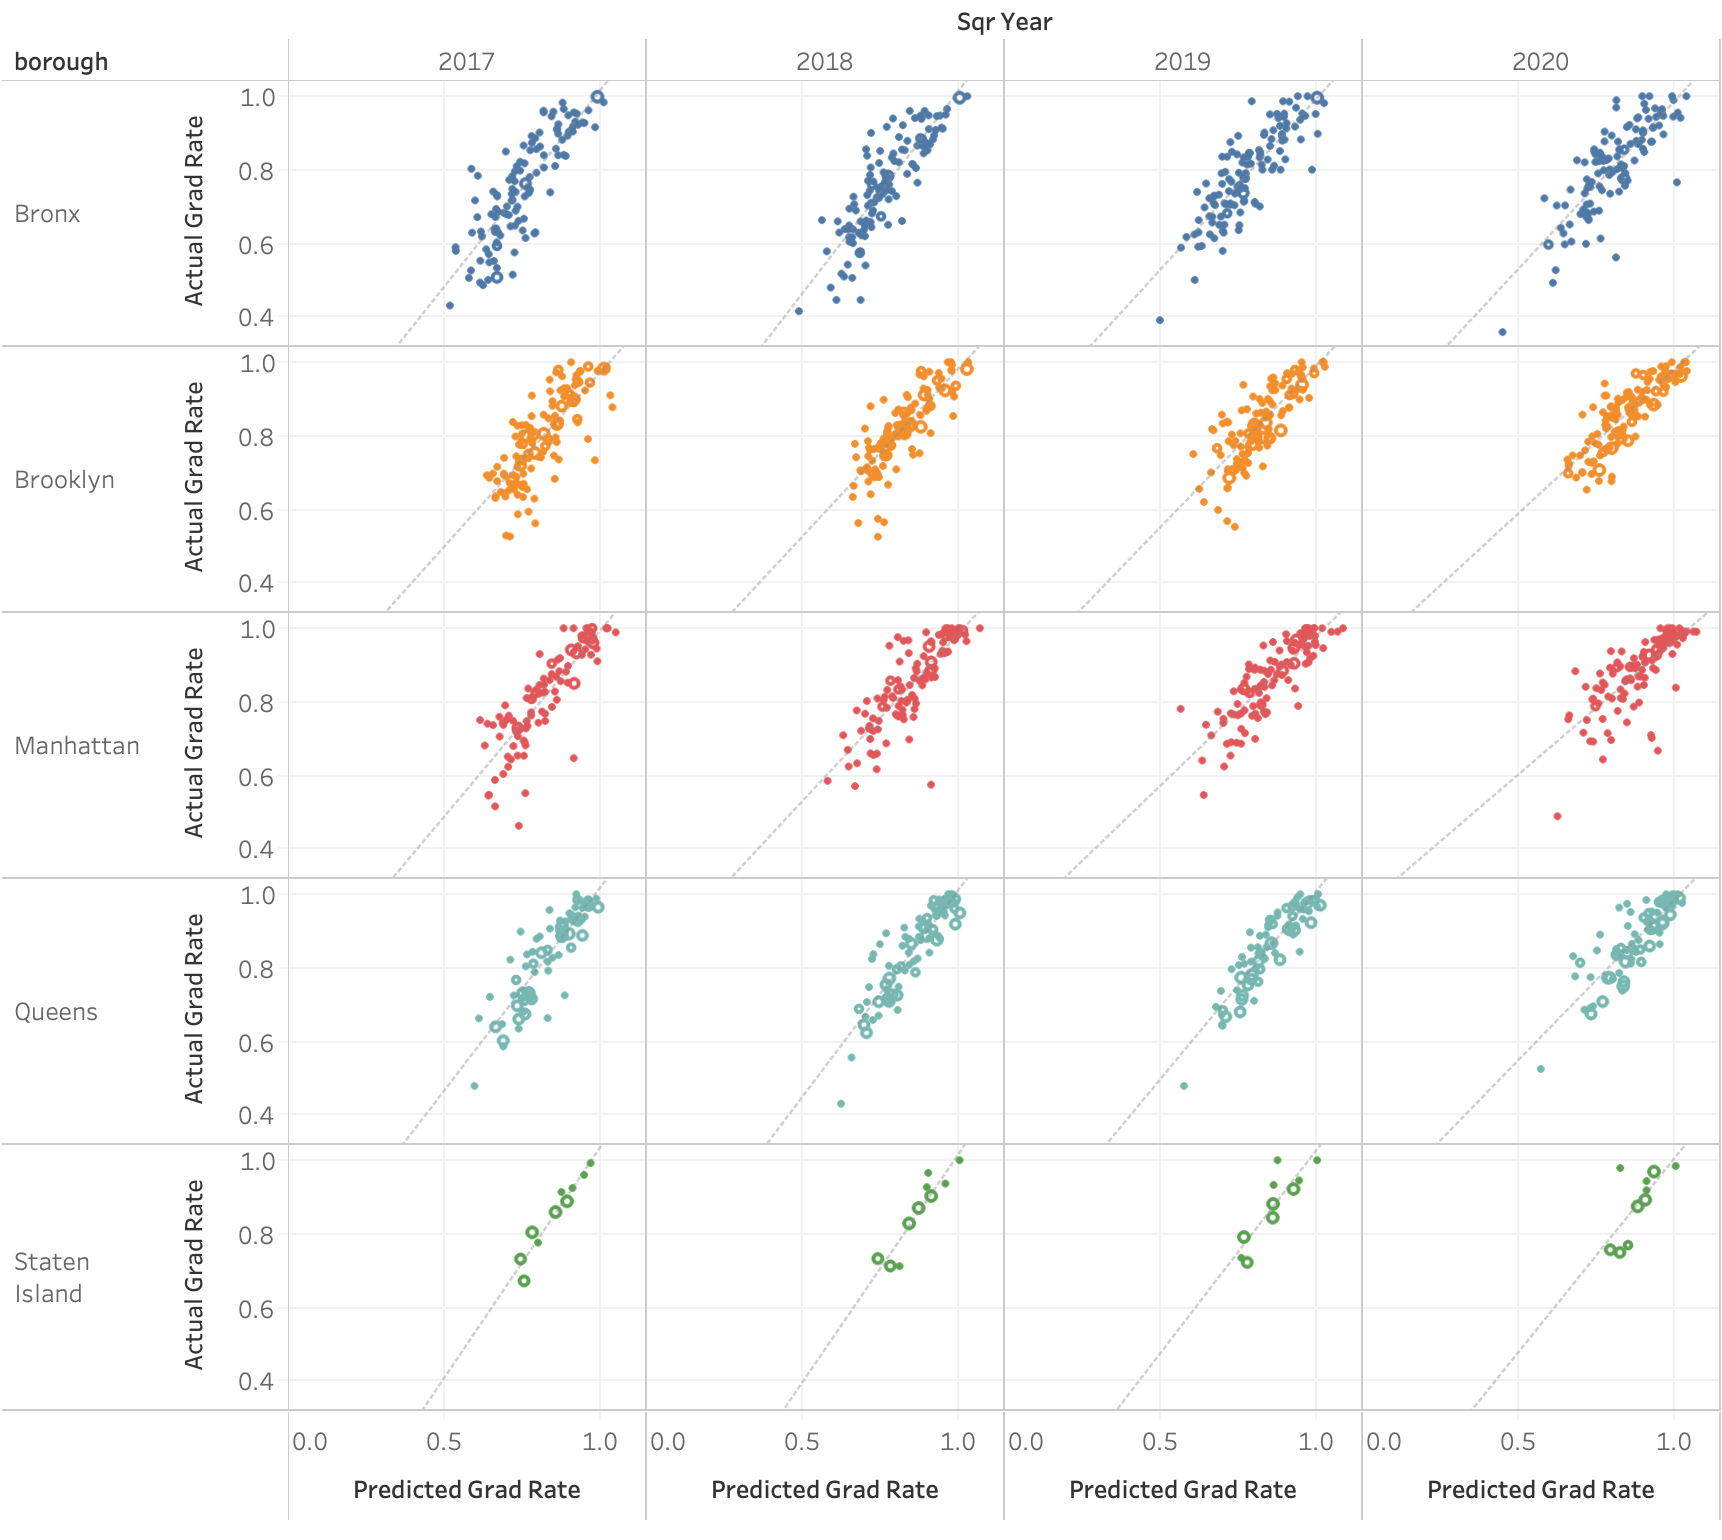 Sqr Year
borough 2017 2018 2019 2020
Bronx
Actual Grad Rate
1.0
0.8
0.6
0.4
Brooklyn
Actual Grad Rate
1.0
0.8
0.6
0.4
Manhattan
Actual Grad Rate
1.0
0.8
0.6
0.4
Queens
Actual Grad Rate
1.0
0.8
0.6
0.4
Staten
Island
Actual Grad Rate
1.0
0.8
0.6
0.4
0.0 0.5 1.0 0.0 0.5 1.0 0.0 0.5 1.0 0.0 0.5 1.0
Predicted Grad Rate Predicted Grad Rate Predicted Grad Rate Predicted Grad Rate